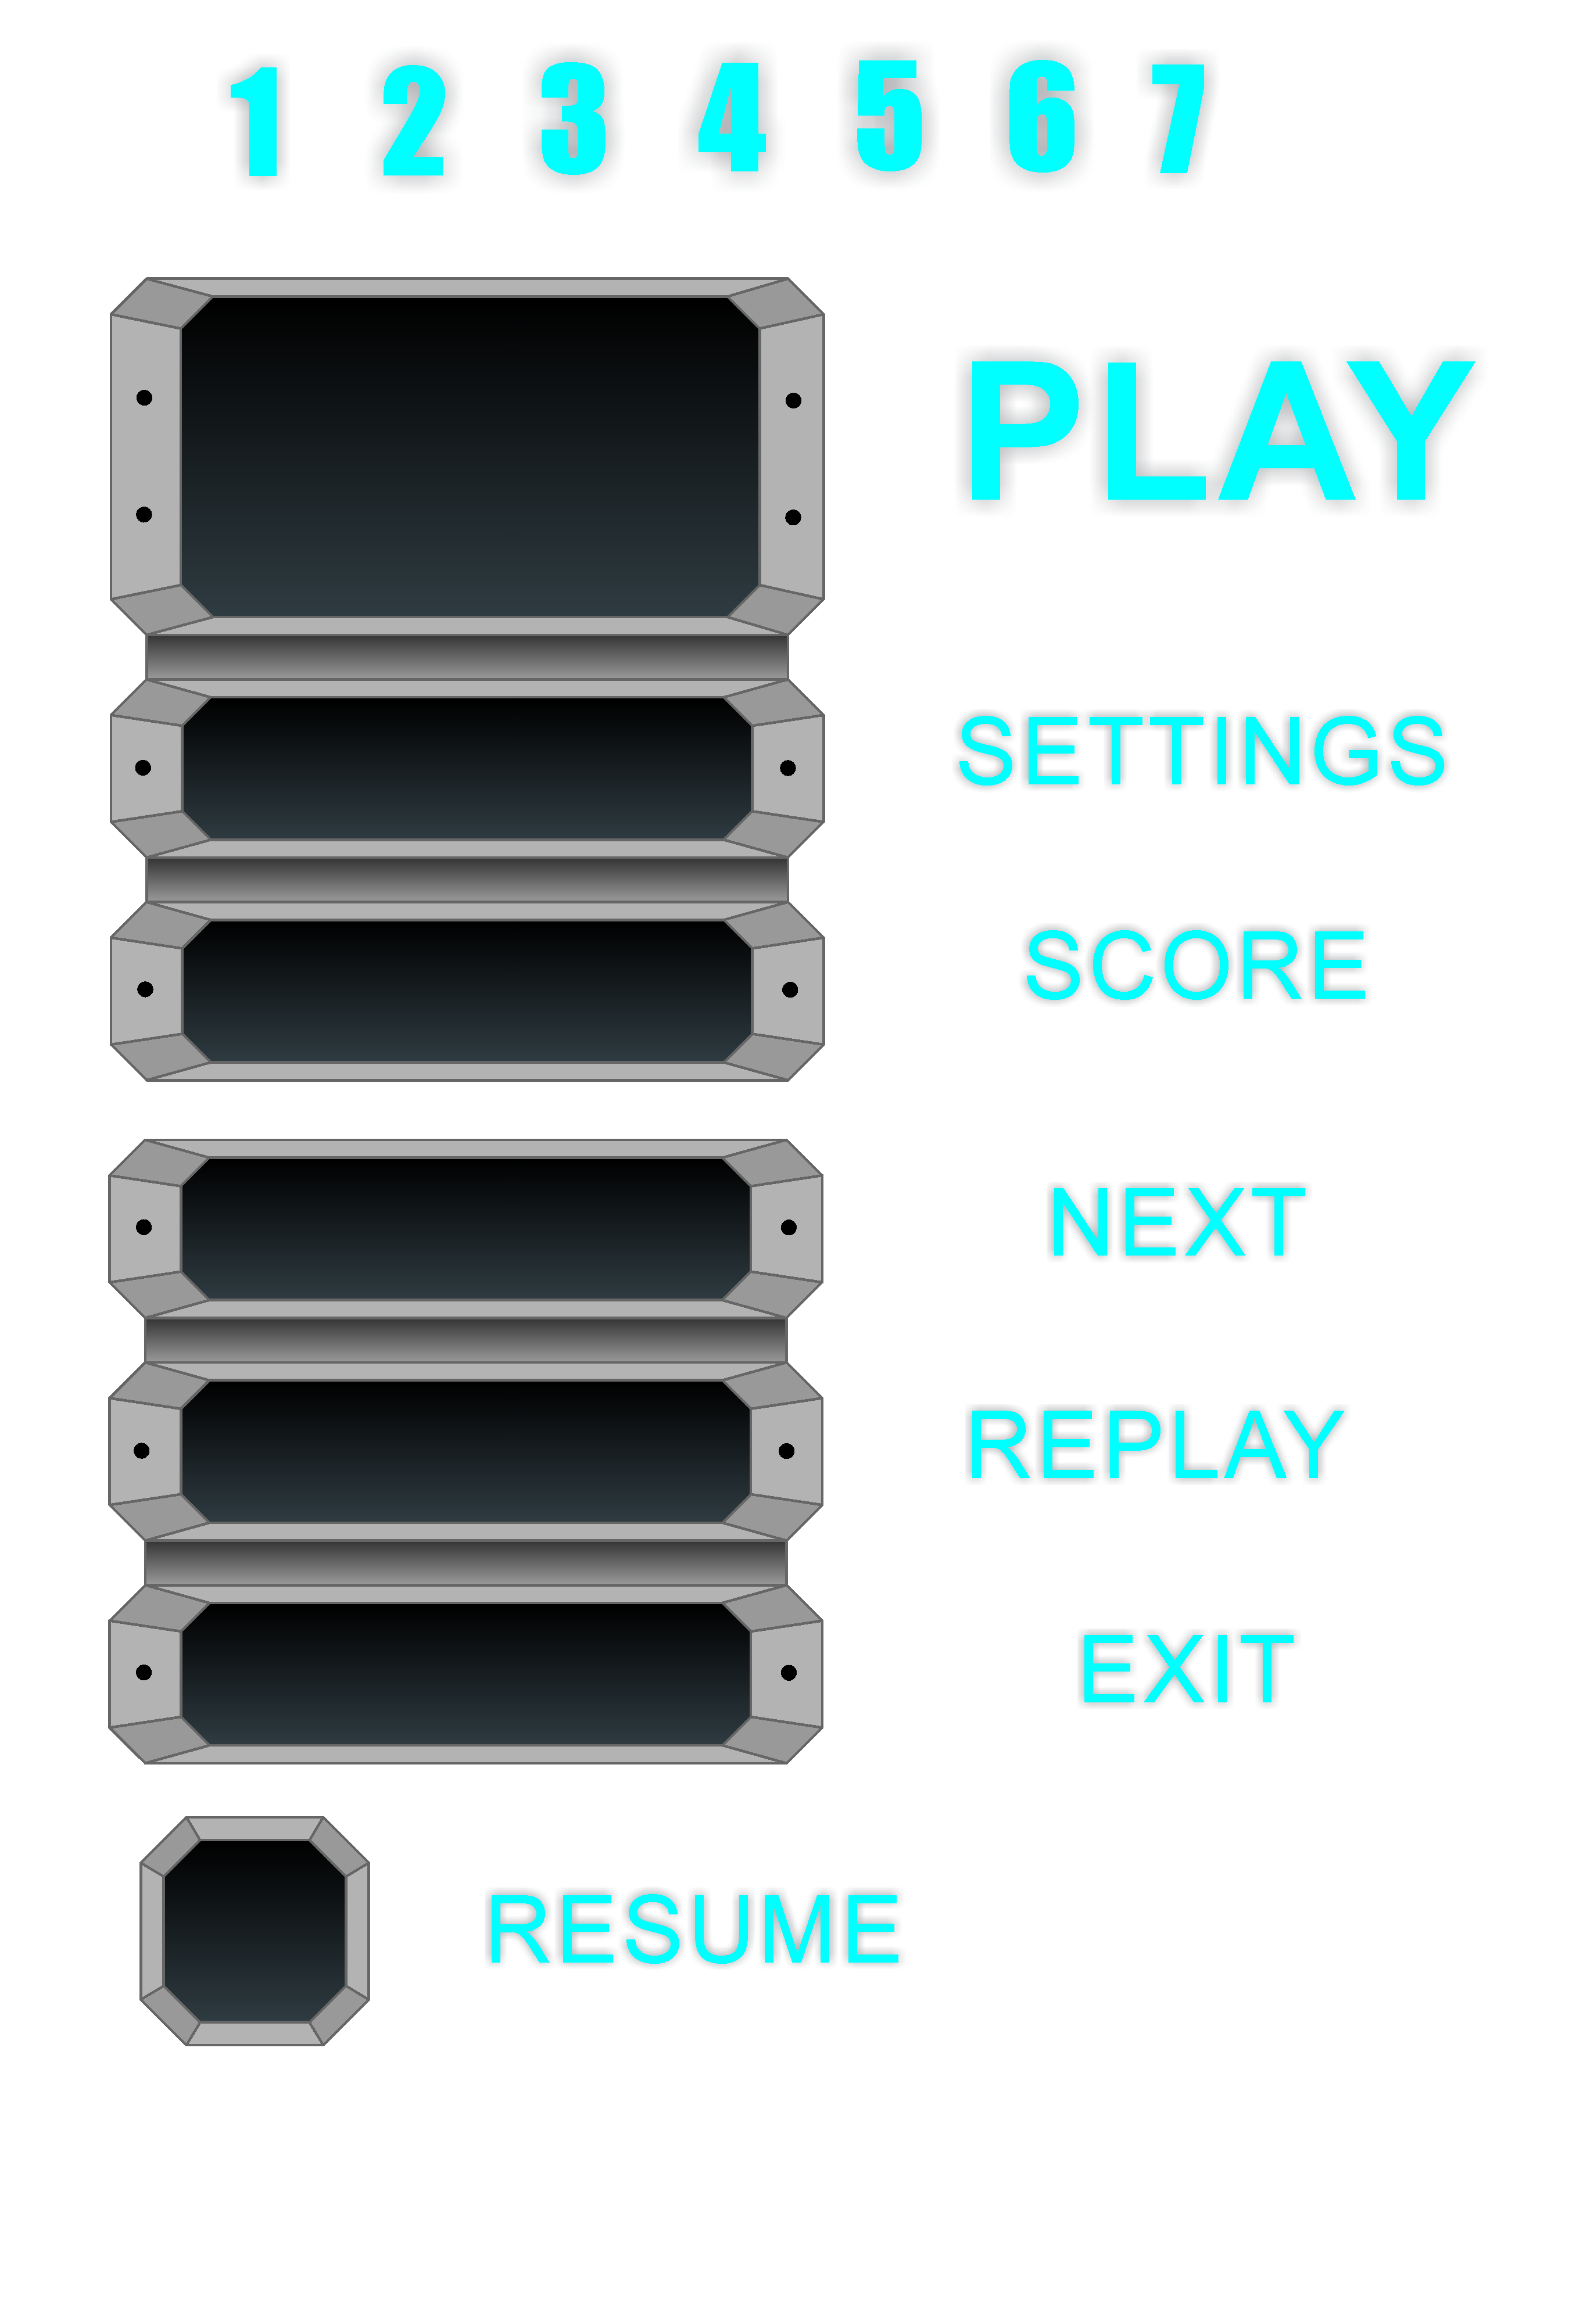 1 2 3 4 5 6 7
PLAY
SETTINGS
SCORE
NEXT
REPLAY
EXIT
RESUME